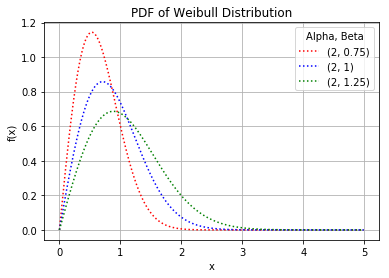 PDF of Weibull Distribution
Alpha, Beta
(2, 0.75)
(2, 1)
(2, 1.25)
f(x)
1.2
1.0
0.8
0.6
0.4
0.2
0.0
0 1 2 3 4 5
x